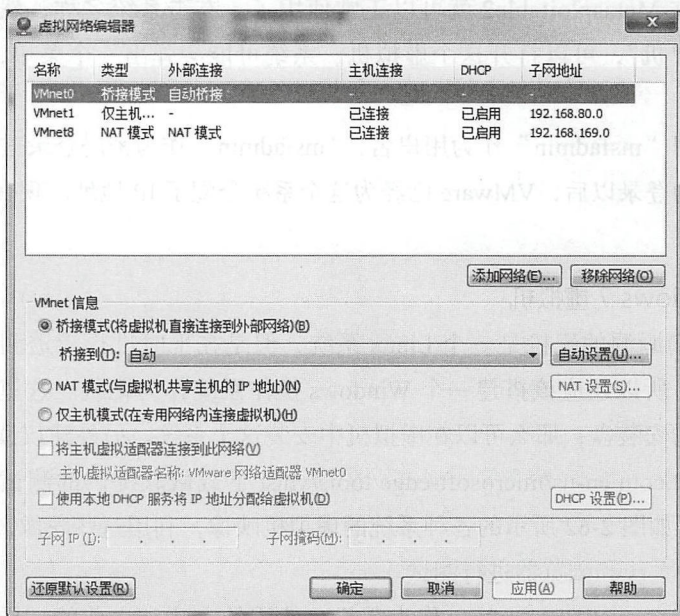 虚拟网络编辑器
名称 类型 外部连接 主机连接 DHCP 子网地址
VMnet0 桥接模式 自动桥接 - - -
VMnet1 仅主机... - 已连接 已启用 192.168.80.0
VMnet8 NAT 模式 NAT 模式 已连接 已启用 192.168.169.0
添加网络(E)... 移除网络(O)
VMnet 信息
桥接模式(将虚拟机直接连接到外部网络)(B)
桥接到(T): 自动 自动设置(U)...
NAT 模式(与虚拟机共享主机的 IP 地址)(N) NAT 设置(S)...
仅主机模式(在专用网络内连接虚拟机)(H)
将主机虚拟适配器连接到此网络(V)
主机虚拟适配器名称: VMware 网络适配器 VMnet0
使用本地 DHCP 服务将 IP 地址分配给虚拟机(D) DHCP 设置(P)...
子网 IP (I): 子网掩码(M):
还原默认设置(R) 确定 取消 应用(A) 帮助